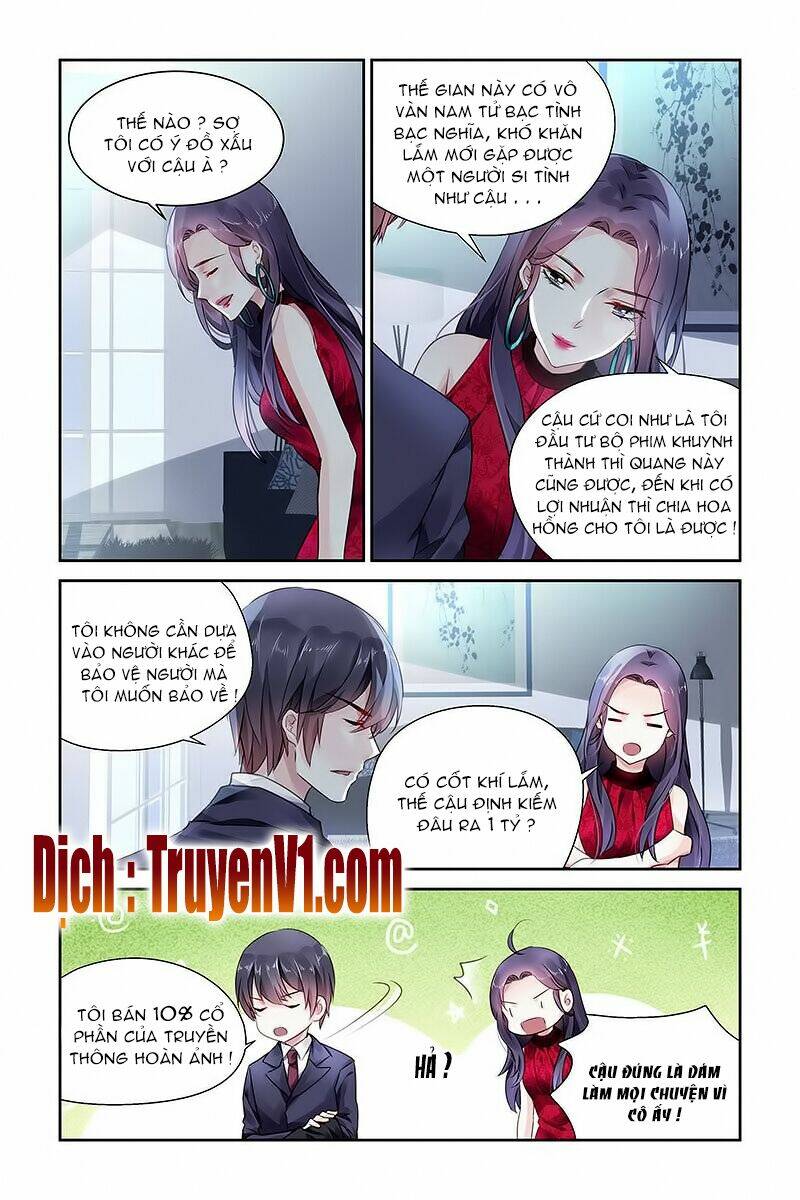 THẾ NÀO ? SỢ
TÔI CÓ Ý ĐỒ XẤU
VỚI CẬU À ?
THẾ GIAN NÀY CÓ VÔ
VÀN NAM TỬ BẠC TÌNH
BẠC NGHĨA, KHÓ KHĂN
LẮM MỚI GẶP ĐƯỢC
MỘT NGƯỜI SI TÌNH
NHƯ CẬU . . .
CẬU CỨ COI NHƯ LÀ TÔI
ĐẦU TƯ BỘ PHIM KHUYNH
THÀNH THÌ QUANG NÀY
CŨNG ĐƯỢC, ĐẾN KHI CÓ
LỢI NHUẬN THÌ CHIA HOA
HỒNG CHO TÔI LÀ ĐƯỢC !
TÔI KHÔNG CẦN DỰA
VÀO NGƯỜI KHÁC ĐỂ
BẢO VỆ NGƯỜI MÀ
TÔI MUỐN BẢO VỀ !
CÓ CỐT KHÍ LẮM,
THẾ CẬU ĐỊNH KIẾM
ĐÂU RA 1 TỶ ?
Dịch : TruyenV1.com
@
¥
TÔI BÁN 10% CỔ
PHẦN CỦA TRUYỀN
THÔNG HOÀN ẢNH !
HẢ ?
CẬU ĐÚNG LÀ DÁM
LÀM MỌI CHUYỆN VÌ
CÔ ẤY !